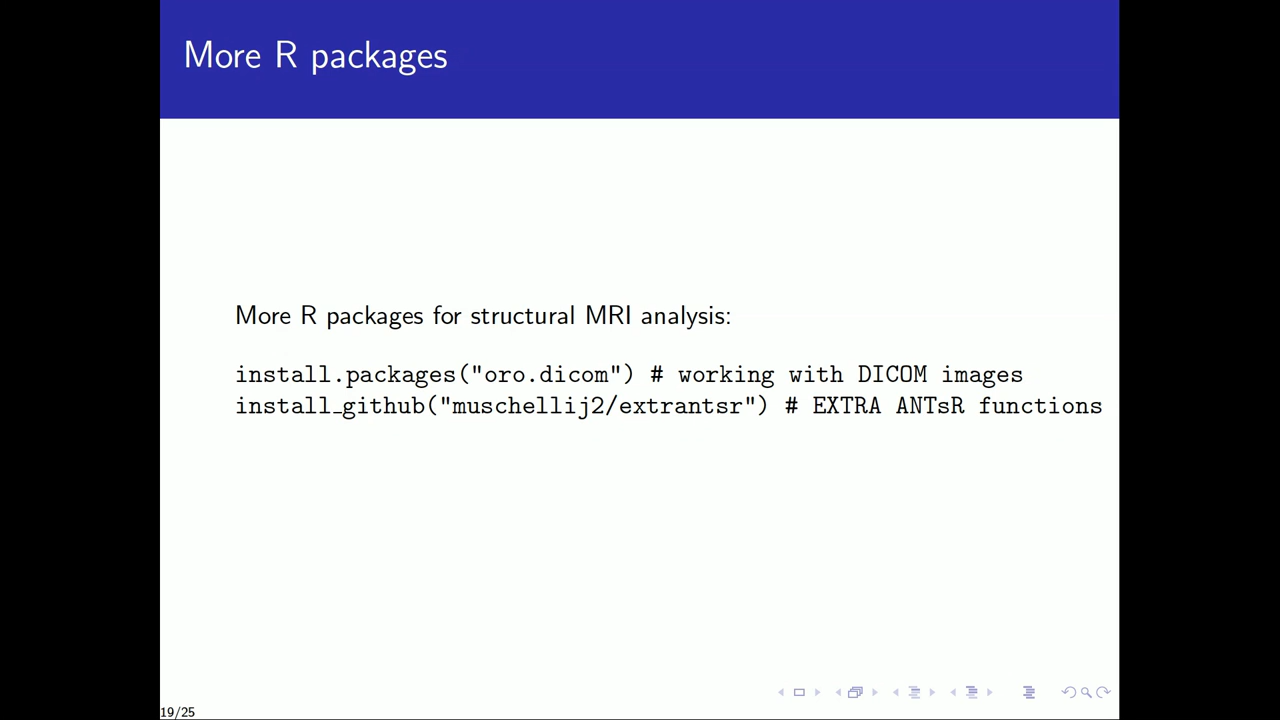 More R packages
More R packages for structural MRI analysis:
install.packages("oro.dicom") # working with DICOM images
install_github("muschellij2/extrantsr") # EXTRA ANTsR functions
19/25